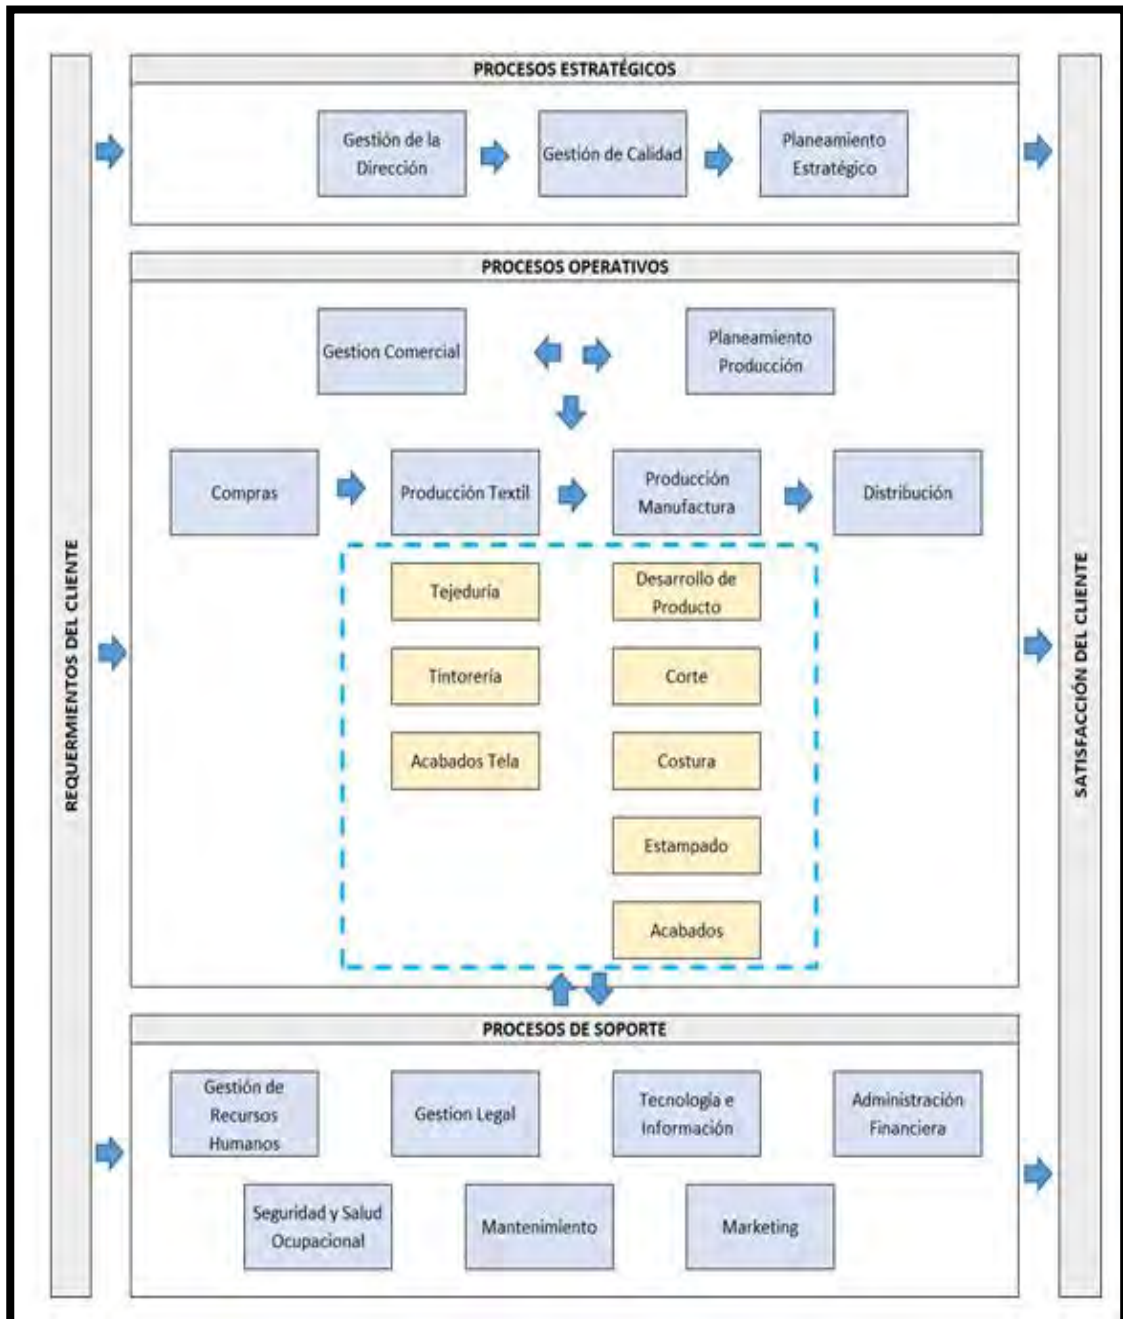 PROCESOS ESTRATÉGICOS
Gestión de la
Dirección
Gestión de Calidad
Planeamiento
Estratégico
PROCESOS OPERATIVOS
Gestion Comercial
Planeamiento
Producción
Compras
Producción Textil
Producción
Manufactura
Distribución
Tejeduría
Desarrollo de
Producto
Tintorería
Corte
Acabados Tela
Costura
Estampado
Acabados
REQUERMIENTOS DEL CLIENTE
SATISFACCIÓN DEL CLIENTE
PROCESOS DE SOPORTE
Gestión de
Recursos
Humanos
Gestion Legal
Tecnología e
Información
Administración
Financiera
Seguridad y Salud
Ocupacional
Mantenimiento
Marketing